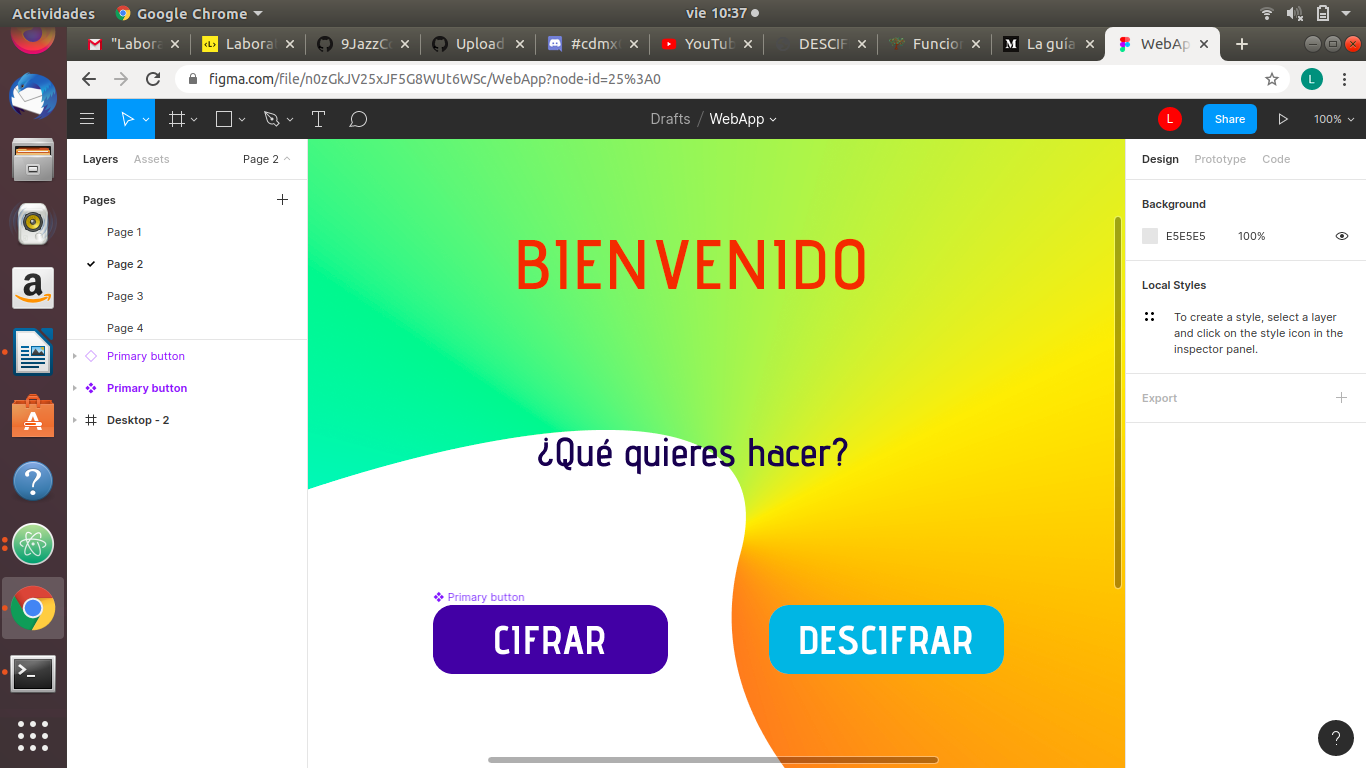 Actividades Google Chrome vie 10:37
"Labora Labora 9JazzCo Upload #cdmx YouTub DESCIF Funcior La guía WebAp
figma.com/file/n0zGkJV25xJF5G8WUt6WSc/WebApp?node-id=25%3A0 L
Drafts / WebApp L Share 100%
Layers Assets Page 2
Design Prototype Code
Pages
Page 1
Page 2
Page 3
Page 4
Primary button
Primary button
Desktop - 2
BIENVENIDO
¿Qué quieres hacer?
Primary button
CIFRAR
DESCIFRAR
Background
E5E5E5 100%
Local Styles
To create a style, select a layer
and click on the style icon in the
inspector panel.
Export
?